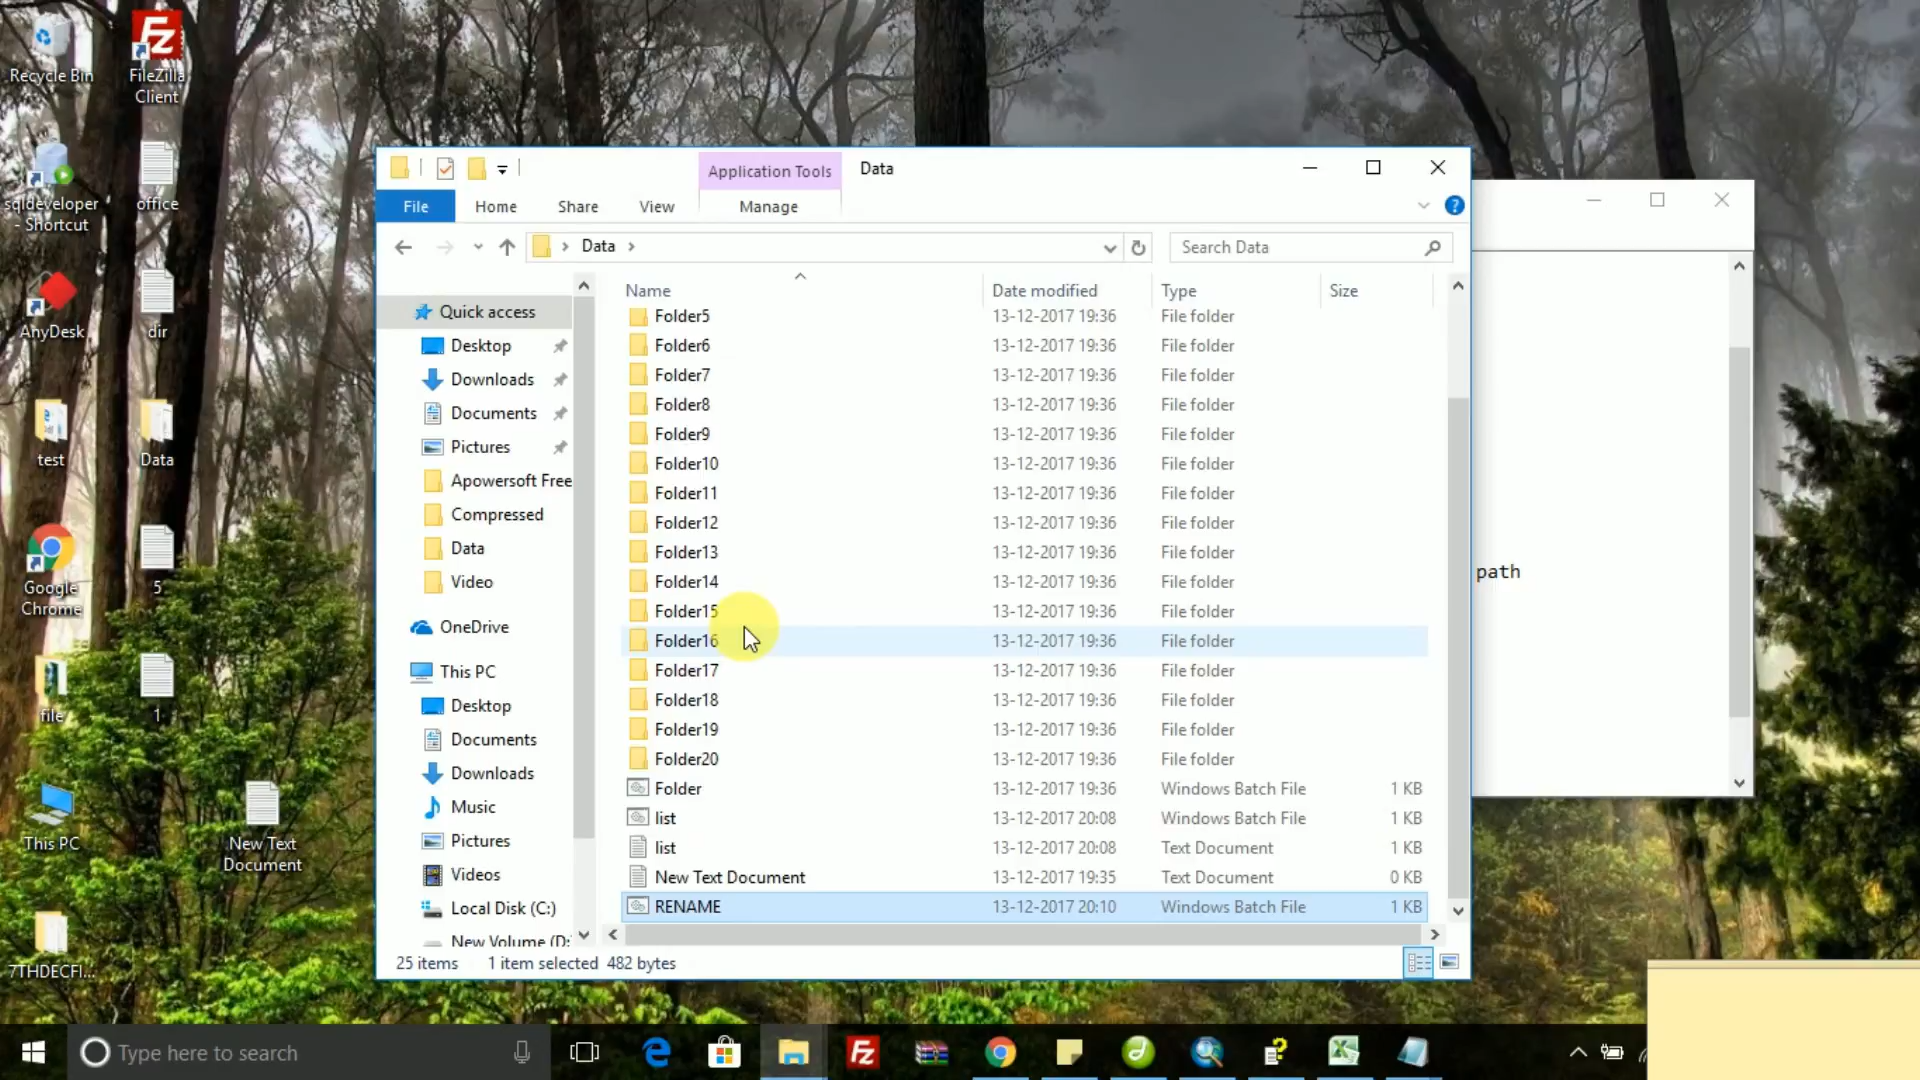 Recycle Bin
FileZilla
Client
sqldeveloper
- Shortcut
office
AnyDesk
dir
test
Data
Google
Chrome
5
file
1
This PC
New Text
Document
7THDECFI...
Application Tools
Data
File
Home
Share
View
Manage
?
Data
Search Data
Quick access
Desktop
Downloads
Documents
Pictures
Apowersoft Free
Compressed
Data
Video
OneDrive
This PC
Desktop
Documents
Downloads
Music
Pictures
Videos
Local Disk (C:)
New Volume (D:
Name Date modified Type Size
Folder5 13-12-2017 19:36 File folder
Folder6 13-12-2017 19:36 File folder
Folder7 13-12-2017 19:36 File folder
Folder8 13-12-2017 19:36 File folder
Folder9 13-12-2017 19:36 File folder
Folder10 13-12-2017 19:36 File folder
Folder11 13-12-2017 19:36 File folder
Folder12 13-12-2017 19:36 File folder
Folder13 13-12-2017 19:36 File folder
Folder14 13-12-2017 19:36 File folder
Folder15 13-12-2017 19:36 File folder
Folder16 13-12-2017 19:36 File folder
Folder17 13-12-2017 19:36 File folder
Folder18 13-12-2017 19:36 File folder
Folder19 13-12-2017 19:36 File folder
Folder20 13-12-2017 19:36 File folder
Folder 13-12-2017 19:36 Windows Batch File 1 KB
list 13-12-2017 20:08 Windows Batch File 1 KB
list 13-12-2017 20:08 Text Document 1 KB
New Text Document 13-12-2017 19:35 Text Document 0 KB
RENAME 13-12-2017 20:10 Windows Batch File 1 KB
25 items 1 item selected 482 bytes
path
Type here to search